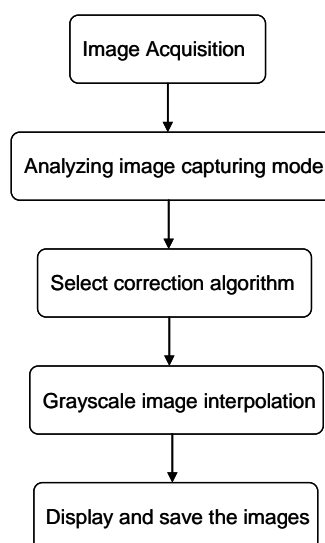 Image Acquisition
Analyzing image capturing mode
Select correction algorithm
Grayscale image interpolation
Display and save the images